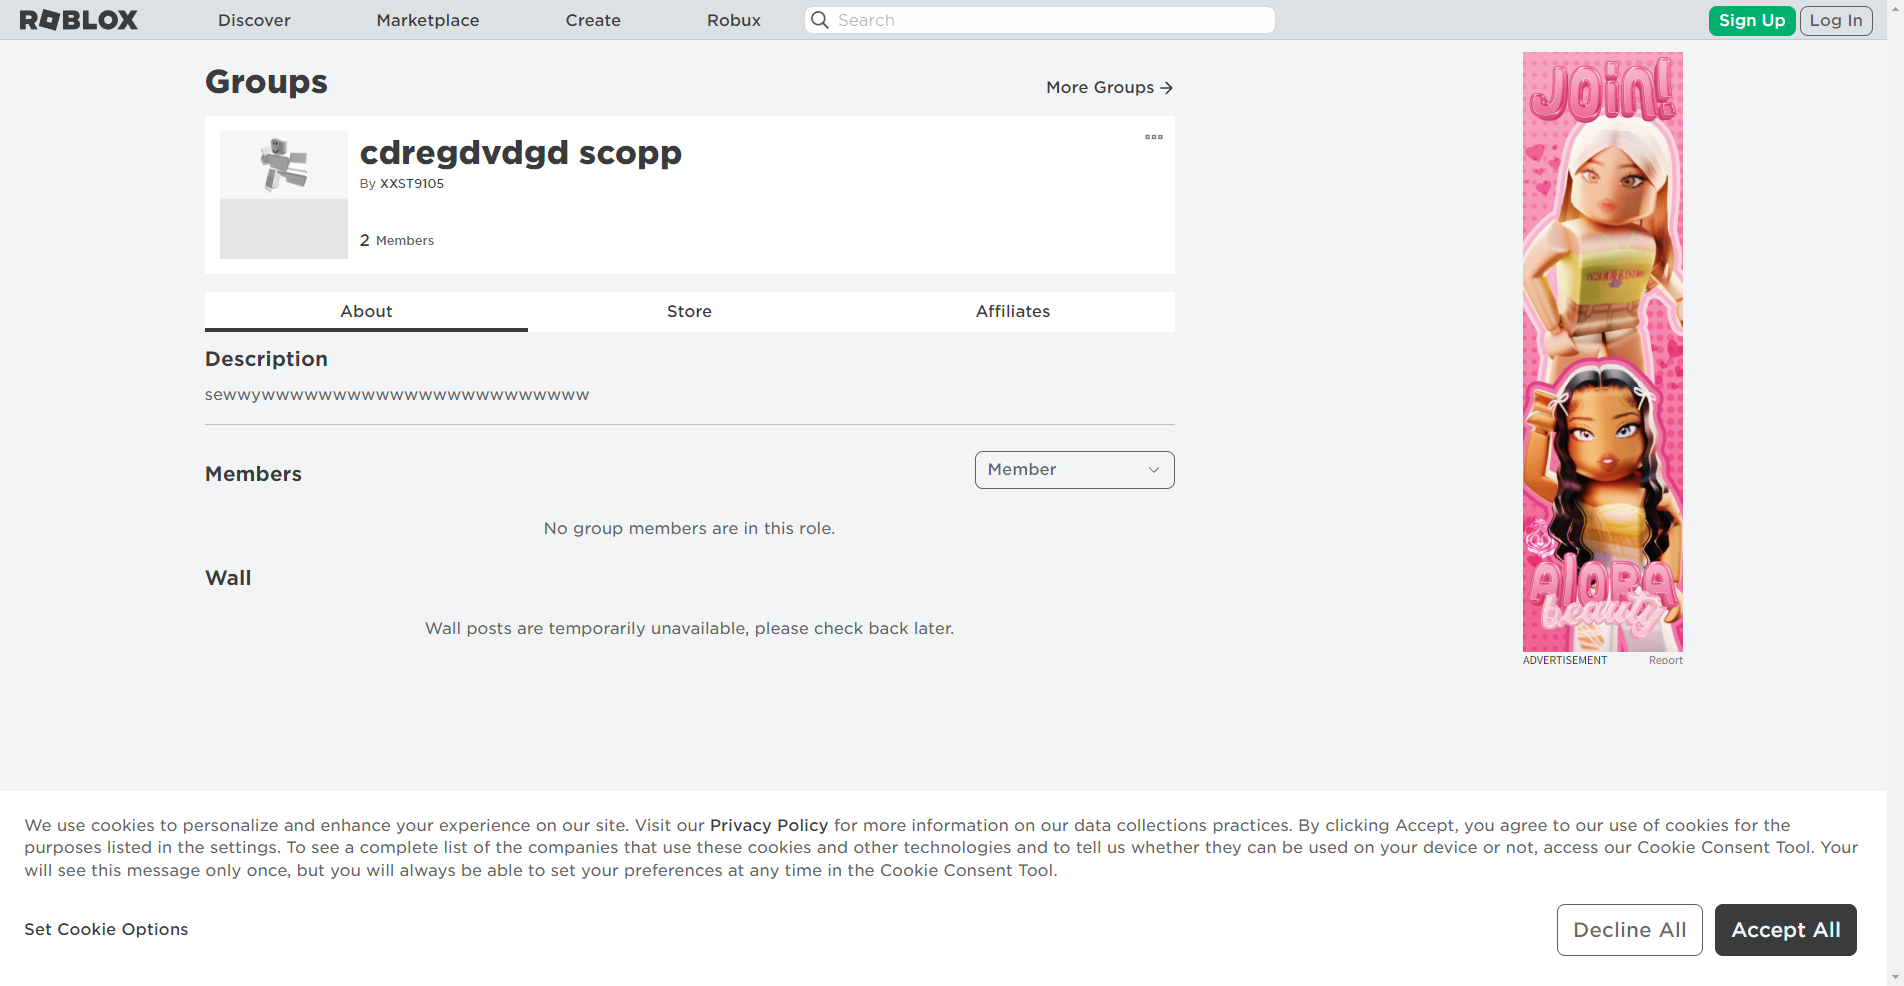 ROBLOX Discover Marketplace Create Robux Search Sign Up Log In
Groups
More Groups
cdregdvdgd scopp
By XXST9105
2 Members
About Store Affiliates
Description
sewwywwwwwwwwwwwwwwwwwwwwwww
Members
Member
No group members are in this role.
Wall
Wall posts are temporarily unavailable, please check back later.
JOIN!
SWEETSOUL
ALORA
beauty
ADVERTISEMENT Report
We use cookies to personalize and enhance your experience on our site. Visit our Privacy Policy for more information on our data collections practices. By clicking Accept, you agree to our use of cookies for the
purposes listed in the settings. To see a complete list of the companies that use these cookies and other technologies and to tell us whether they can be used on your device or not, access our Cookie Consent Tool. Your
will see this message only once, but you will always be able to set your preferences at any time in the Cookie Consent Tool.
Set Cookie Options
Decline All
Accept All